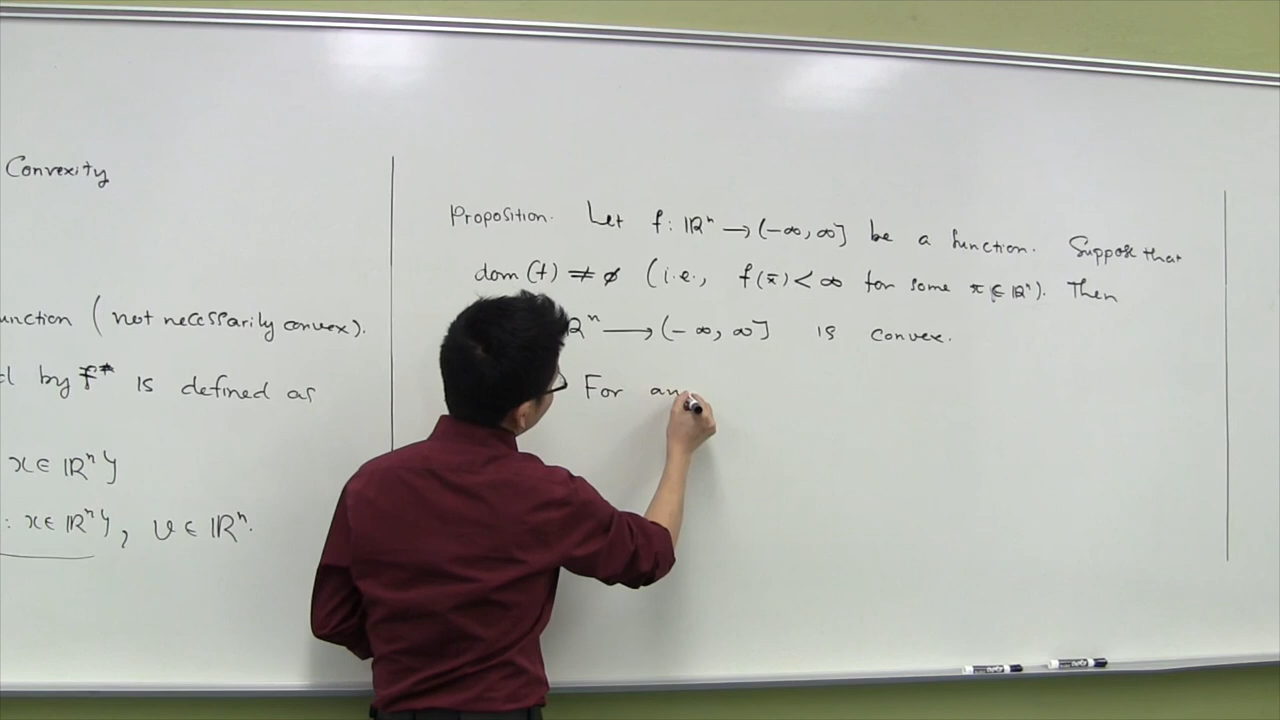 Convexity
unction (not necessarily convex).
by f* is defined as
x ∈ ℝⁿ}
: x ∈ ℝⁿ}, v ∈ ℝⁿ.
Proposition. Let f: ℝⁿ → (-∞, ∞] be a function. Suppose that
dom(f) ≠ ∅ (i.e., f(x̄) < ∞ for some x̄ ∈ ℝⁿ). Then
ℝⁿ → (-∞, ∞] is convex.
For an